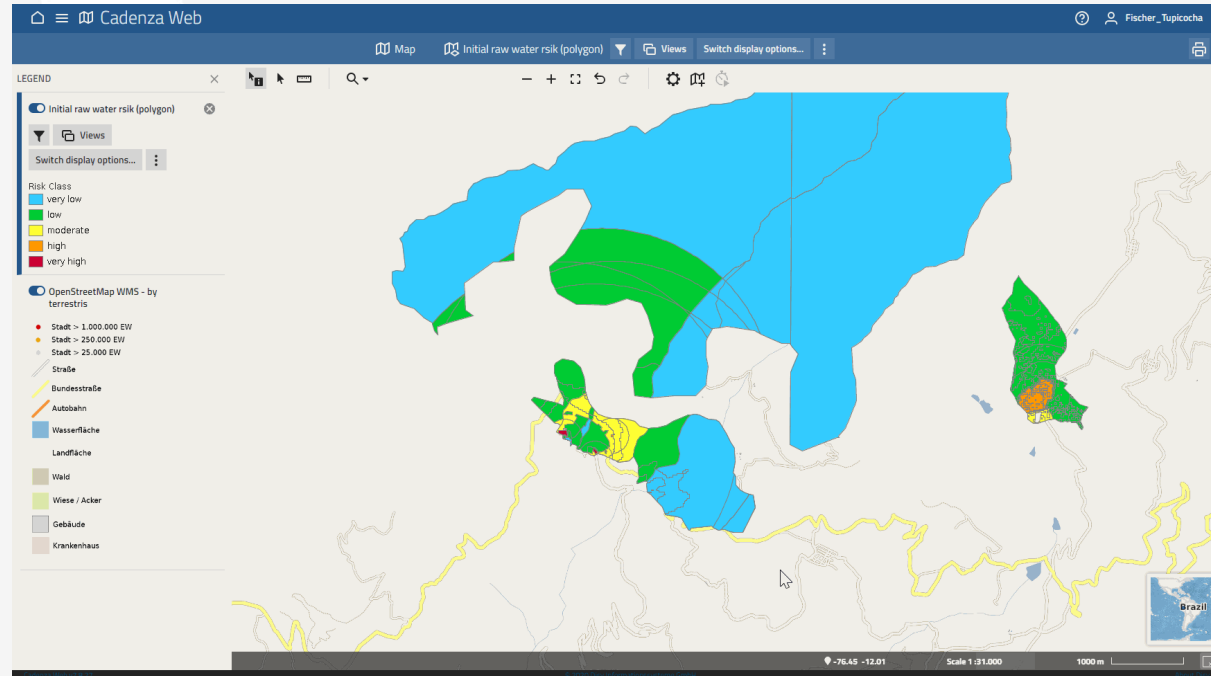 Cadenza Web
Fischer_Tupicocha
Map
Initial raw water rsik (polygon)
Views
Switch display options...
LEGEND
Initial raw water rsik (polygon)
Views
Switch display options...
Risk Class
very low
low
moderate
high
very high
OpenStreetMap WMS - by
terrestris
Stadt > 1.000.000 EW
Stadt > 250.000 EW
Stadt > 25.000 EW
Straße
Bundesstraße
Autobahn
Wasserfläche
Landfläche
Wald
Wiese / Acker
Gebäude
Krankenhaus
Brazil
-76.45 -12.01
Scale 1 :31.000
1000 m